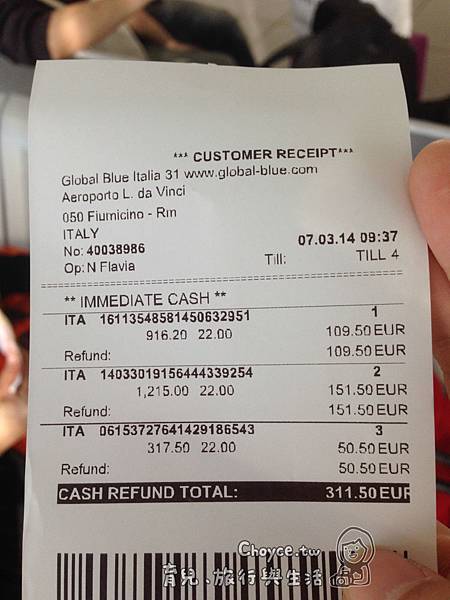 *** CUSTOMER RECEIPT***
Global Blue Italia 31 www.global-blue.com
Aeroporto L. da Vinci
050 Fiumicino - Rm
ITALY
No: 40038986 07.03.14 09:37
Op: N Flavia Till: TILL 4
** IMMEDIATE CASH **
ITA 16113548581450632951 1
916.20 22.00 109.50 EUR
Refund: 109.50 EUR
ITA 14033019156444339254 2
1,215.00 22.00 151.50 EUR
Refund: 151.50 EUR
ITA 06153727641429186543 3
317.50 22.00 50.50 EUR
Refund: 50.50 EUR
CASH REFUND TOTAL: 311.50 EUR
Choyce.tw
育兒、旅行與生活